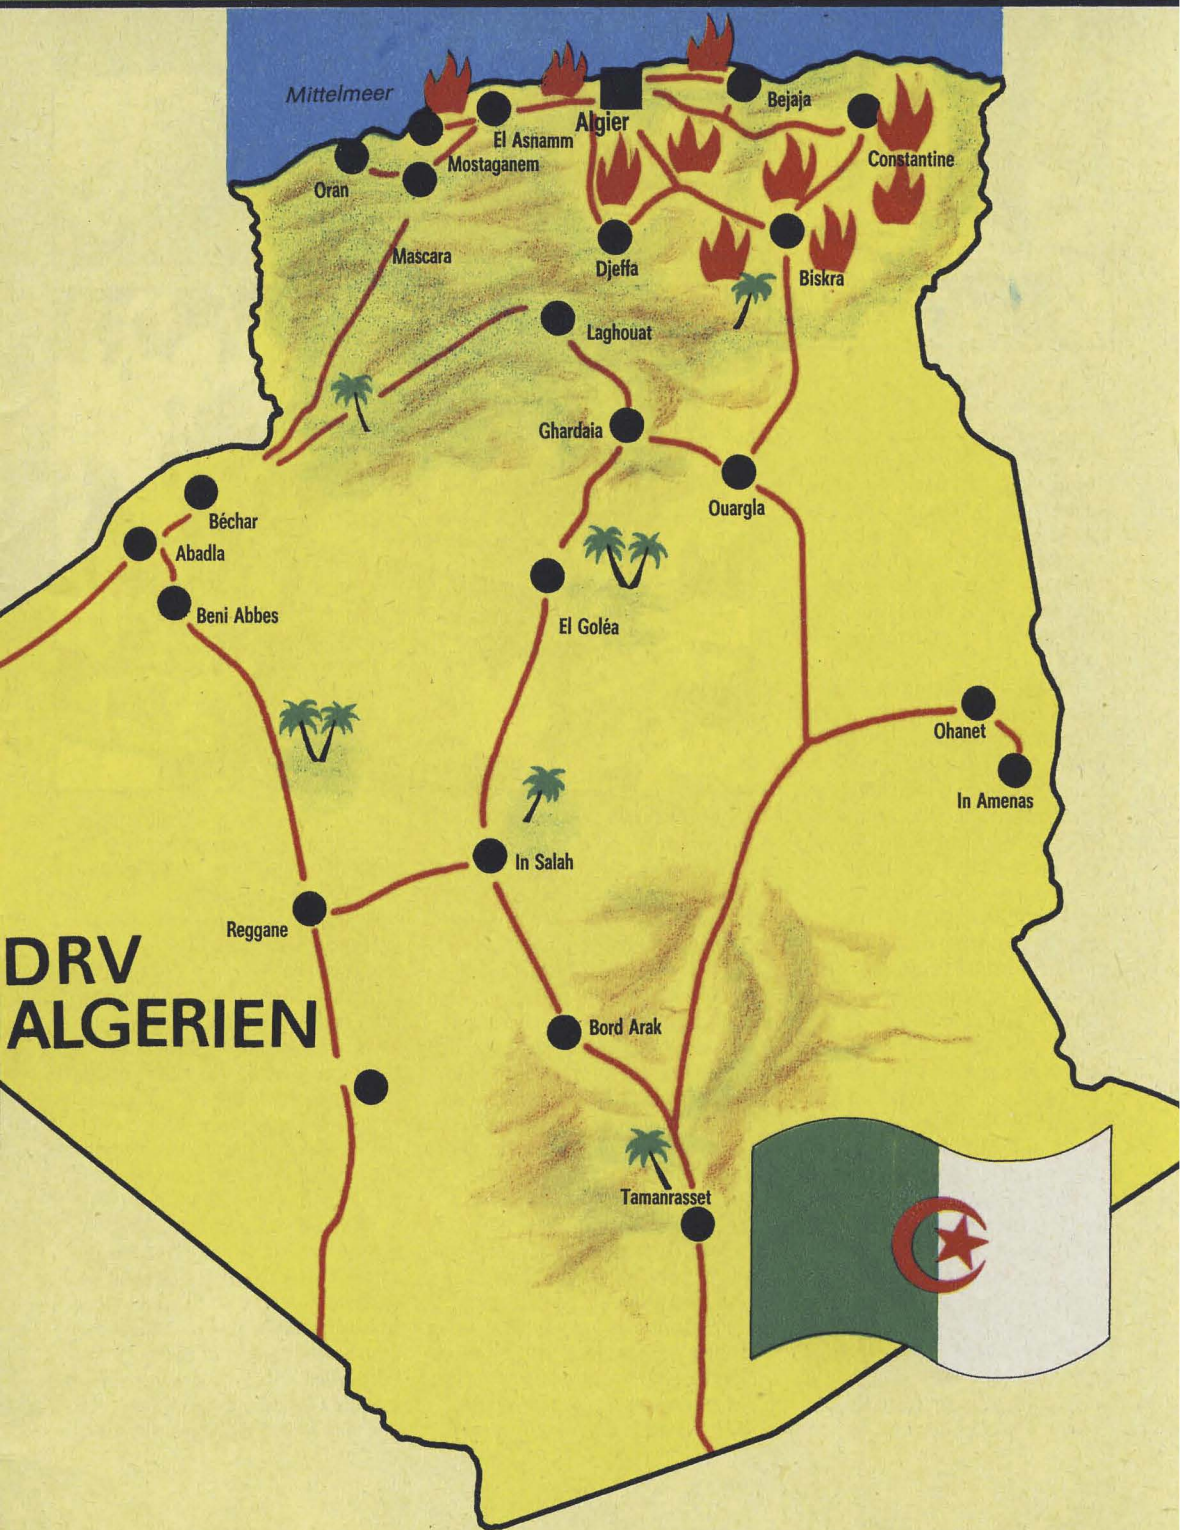 Mittelmeer
Bejaja
Algier
El Asnamm
Constantine
Mostaganem
Oran
Mascara
Djeffa
Biskra
Laghouat
Ghardaia
Ouargla
Béchar
Abadla
Beni Abbes
El Goléa
Ohanet
In Amenas
In Salah
Reggane
DRV
ALGERIEN
Bord Arak
Tamanrasset